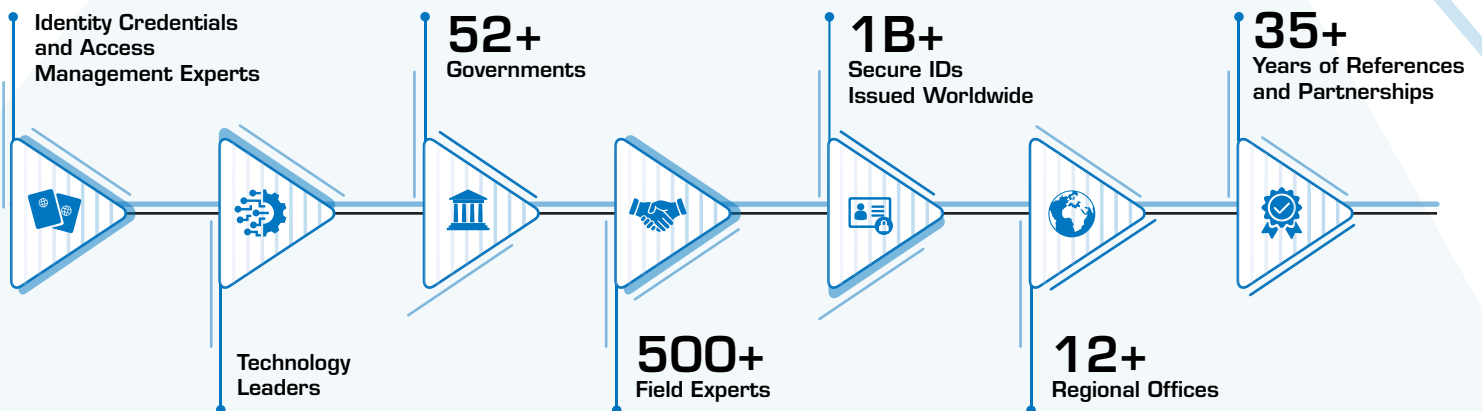 Identity Credentials
and Access
Management Experts
Technology
Leaders
52+
Governments
500+
Field Experts
1B+
Secure IDs
Issued Worldwide
12+
Regional Offices
35+
Years of References
and Partnerships